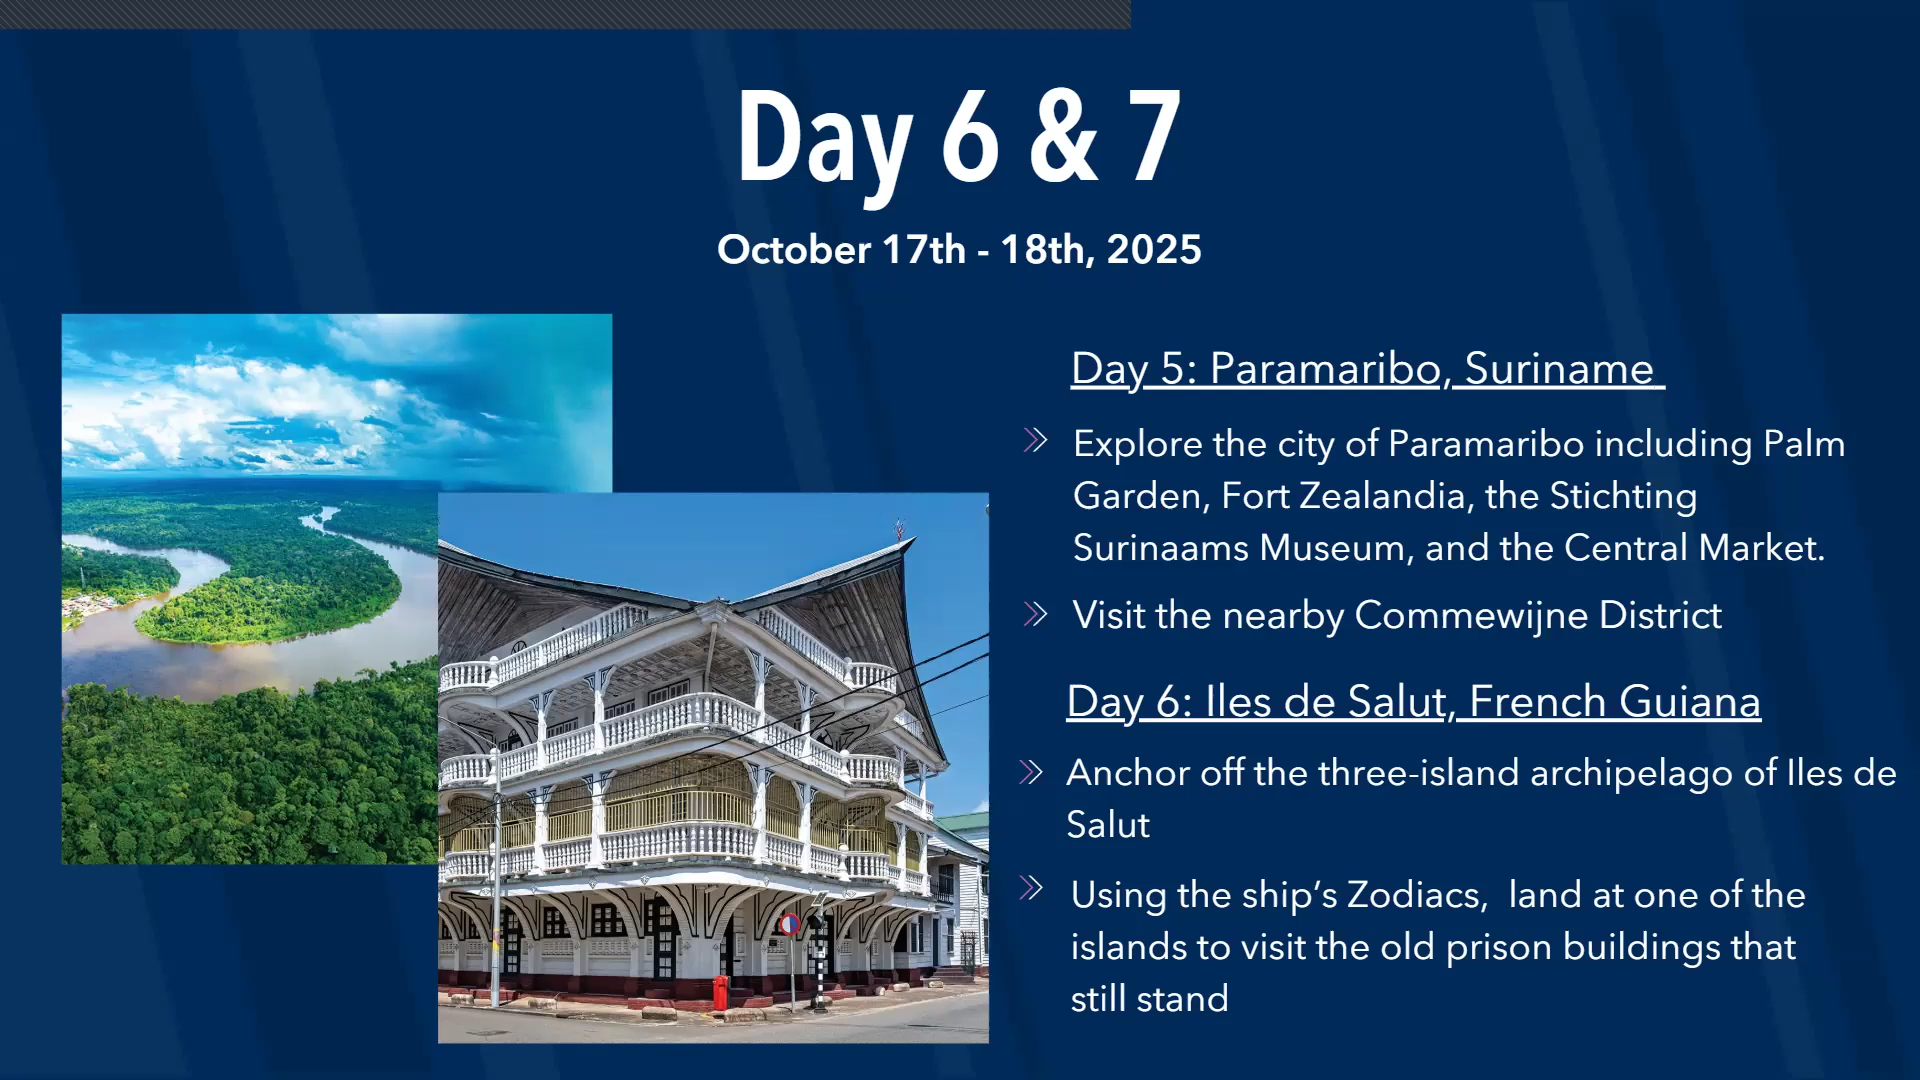 Day 6 & 7
October 17th - 18th, 2025
Day 5: Paramaribo, Suriname
Explore the city of Paramaribo including Palm
Garden, Fort Zealandia, the Stichting
Surinaams Museum, and the Central Market.
Visit the nearby Commewijne District
Day 6: Iles de Salut, French Guiana
Anchor off the three-island archipelago of Iles de
Salut
Using the ship’s Zodiacs,  land at one of the
islands to visit the old prison buildings that
still stand